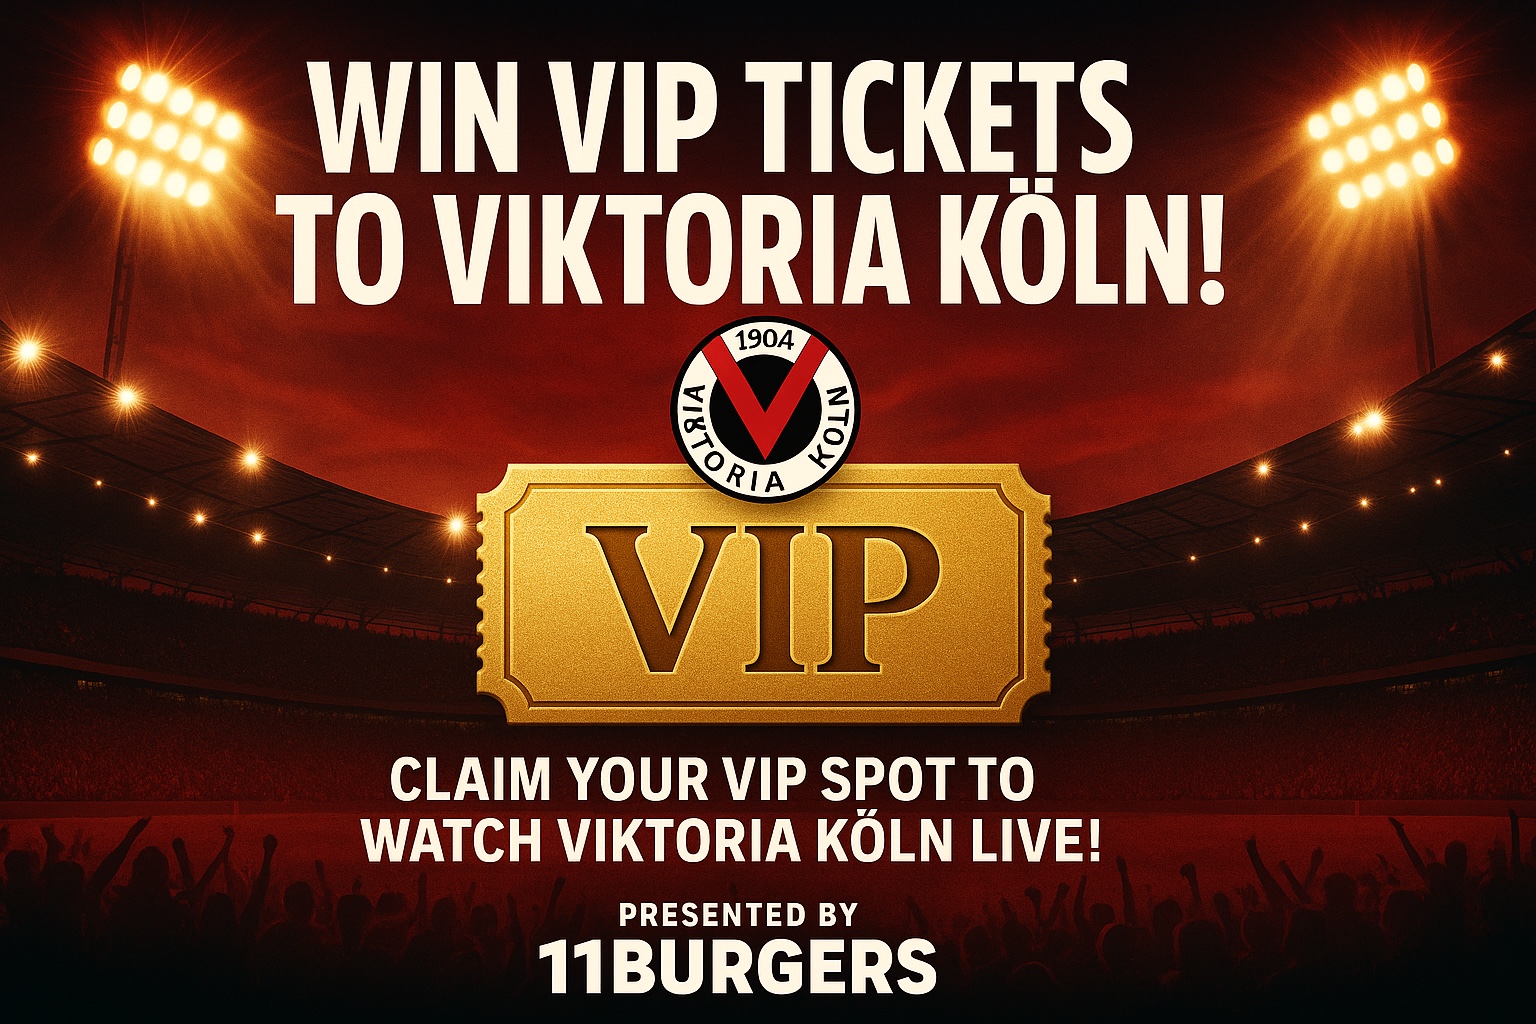 WIN VIP TICKETS
TO VIKTORIA KÖLN!
1904
VIKTORIA KOLN
VIP
CLAIM YOUR VIP SPOT TO
WATCH VIKTORIA KŐLN LIVE!
PRESENTED BY
11BURGERS